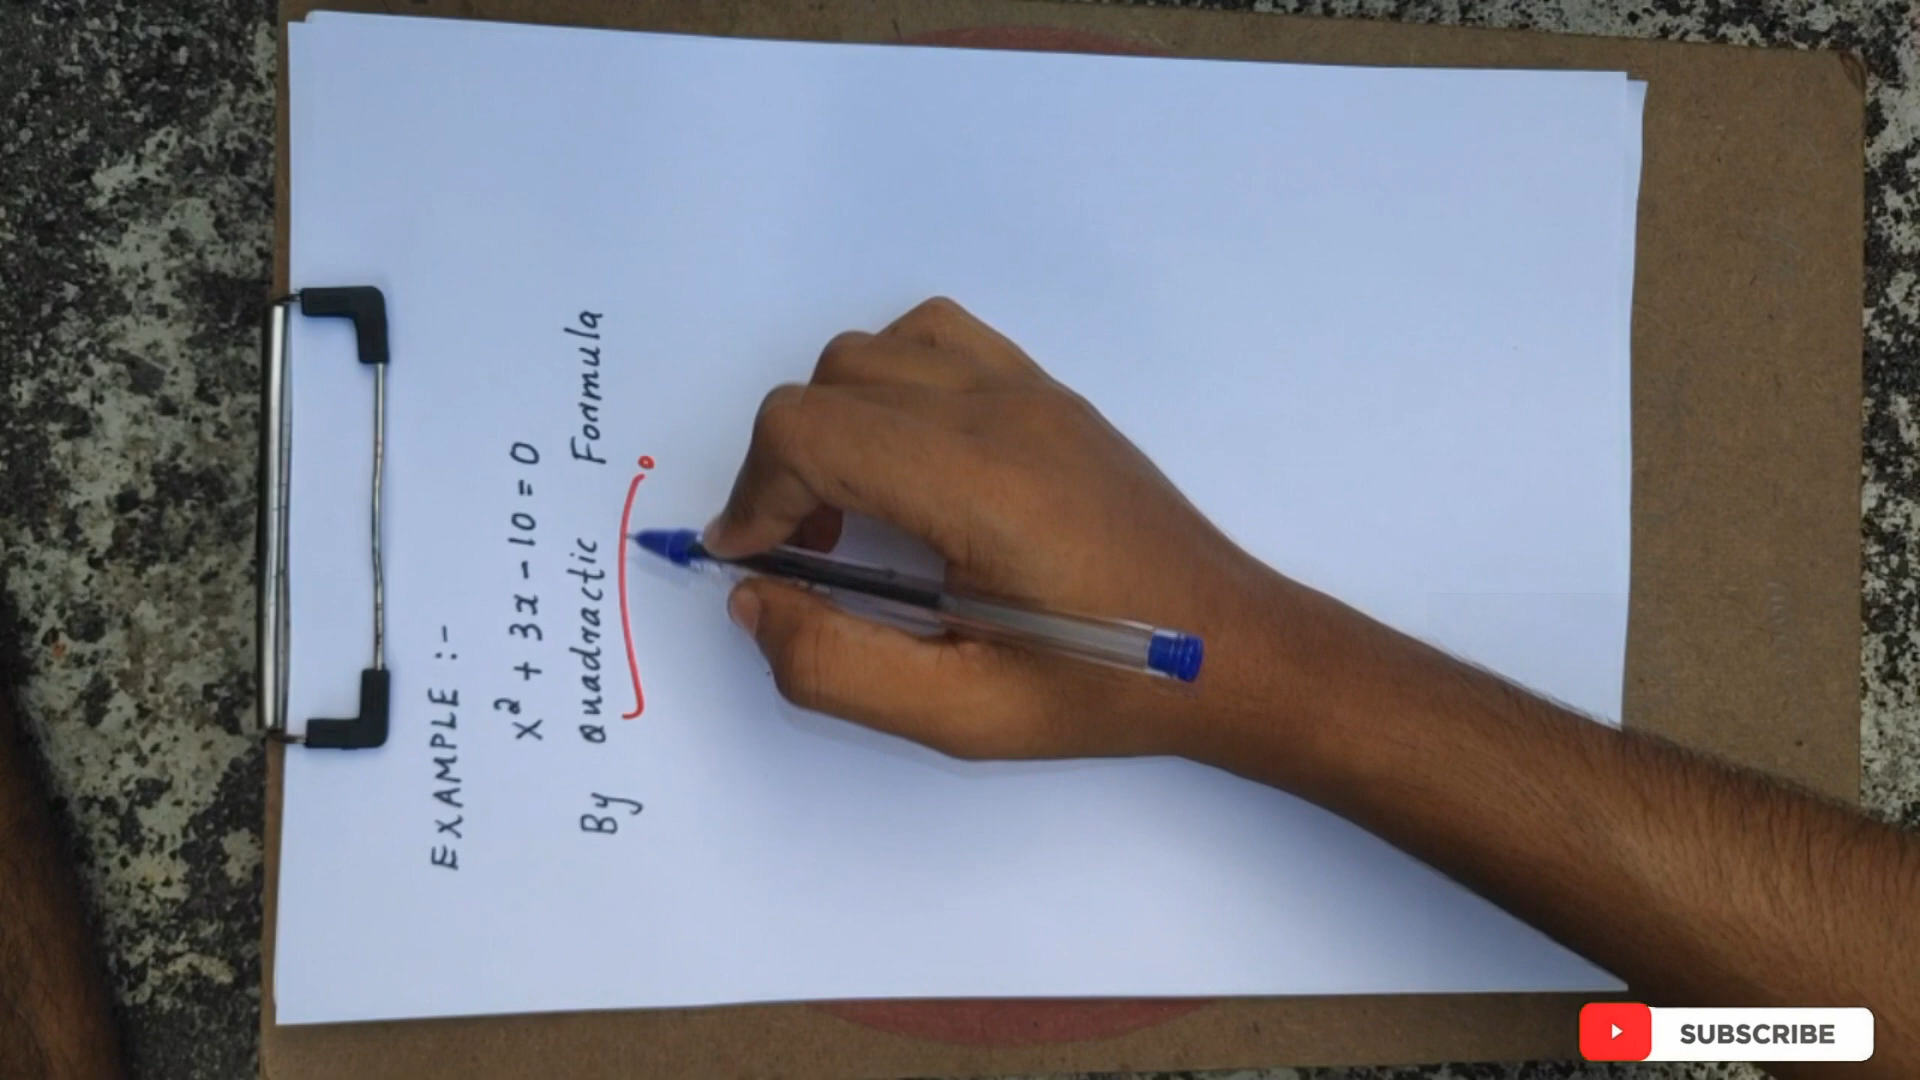 EXAMPLE :-
x² + 3x - 10 = 0
By Quadractic Formula
SUBSCRIBE